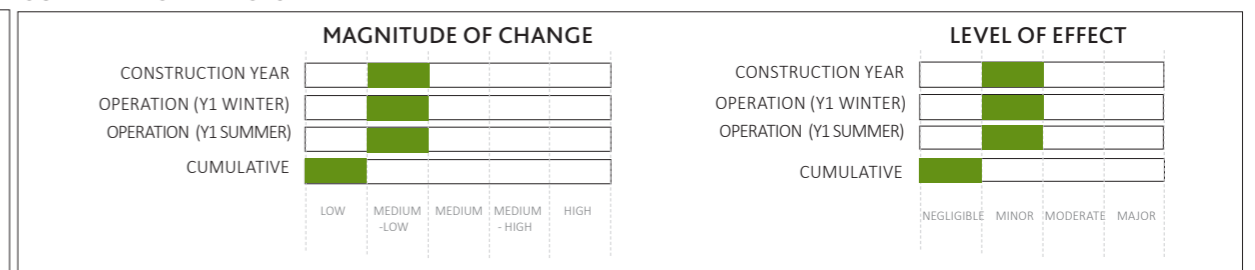 MAGNITUDE OF CHANGE
CONSTRUCTION YEAR
OPERATION (Y1 WINTER)
OPERATION (Y1 SUMMER)
CUMULATIVE
LOW
MEDIUM
-LOW
MEDIUM
MEDIUM
- HIGH
HIGH
LEVEL OF EFFECT
CONSTRUCTION YEAR
OPERATION (Y1 WINTER)
OPERATION (Y1 SUMMER)
CUMULATIVE
NEGLIGIBLE
MINOR
MODERATE
MAJOR